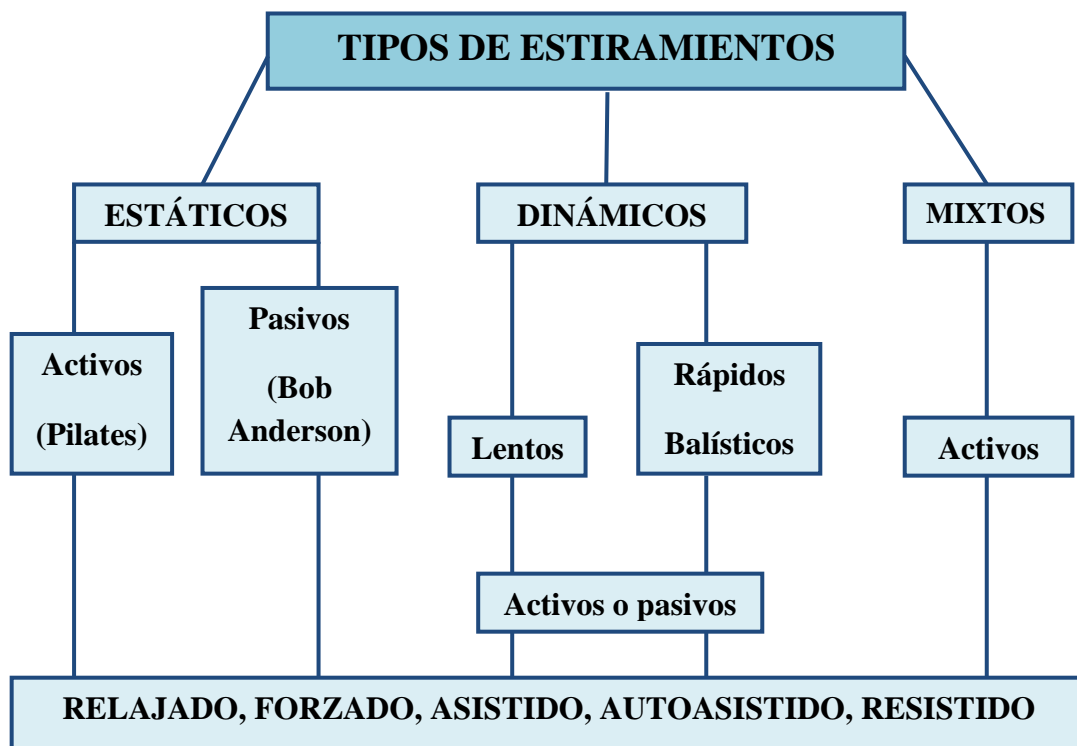 TIPOS DE ESTIRAMIENTOS
ESTÁTICOS
DINÁMICOS
MIXTOS
Activos
(Pilates)
Pasivos
(Bob
Anderson)
Lentos
Rápidos
Balísticos
Activos
Activos o pasivos
RELAJADO, FORZADO, ASISTIDO, AUTOASISTIDO, RESISTIDO